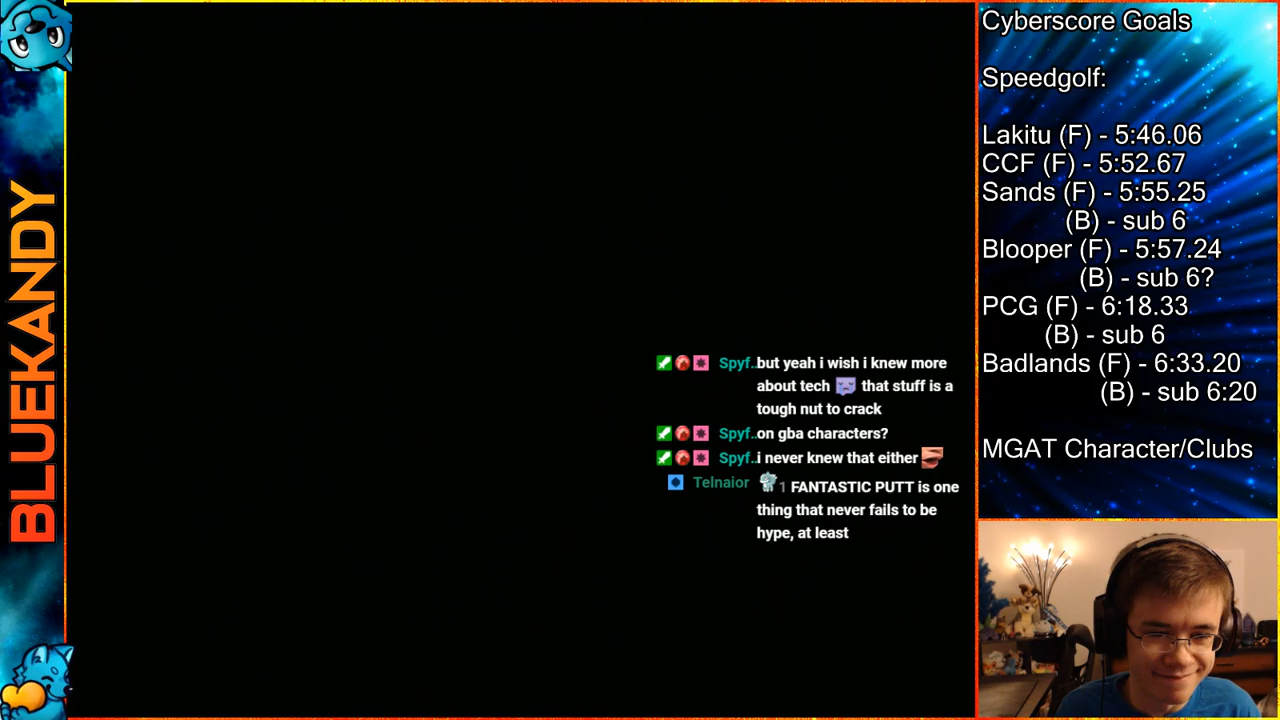 BLUEKANDY
Spyf..but yeah i wish i knew more
about tech that stuff is a
tough nut to crack
Spyf..on gba characters?
Spyf..i never knew that either
Telnaior 1 FANTASTIC PUTT is one
thing that never fails to be
hype, at least
Cyberscore Goals
Speedgolf:
Lakitu (F) - 5:46.06
CCF (F) - 5:52.67
Sands (F) - 5:55.25
(B) - sub 6
Blooper (F) - 5:57.24
(B) - sub 6?
PCG (F) - 6:18.33
(B) - sub 6
Badlands (F) - 6:33.20
(B) - sub 6:20
MGAT Character/Clubs